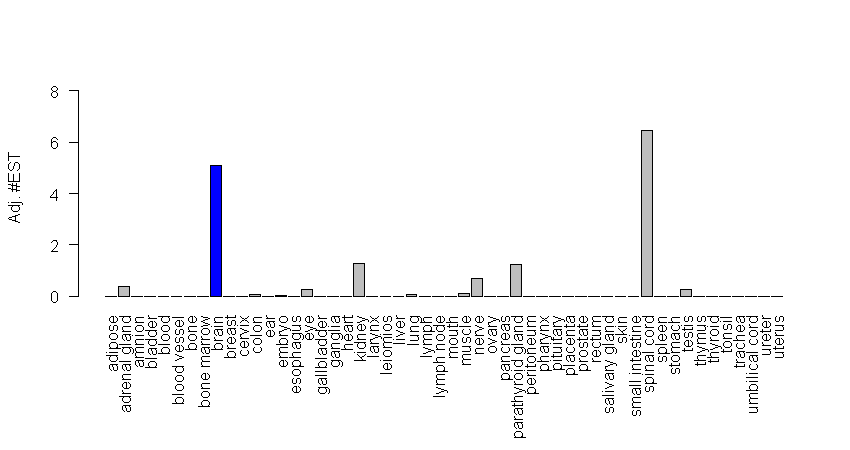 8
6
4
2
0
Adj. #EST
adipose
adrenal gland
amnion
bladder
blood
blood vessel
bone
bone marrow
brain
breast
cervix
colon
ear
embryo
esophagus
eye
gallbladder
ganglia
heart
kidney
larynx
leiomios
liver
lung
lymph
lymph node
mouth
muscle
nerve
ovary
pancreas
parathyroid gland
peritoneum
pharynx
pituitary
placenta
prostate
rectum
salivary gland
skin
small intestine
spinal cord
spleen
stomach
testis
thymus
thyroid
tonsil
trachea
umbilical cord
ureter
uterus